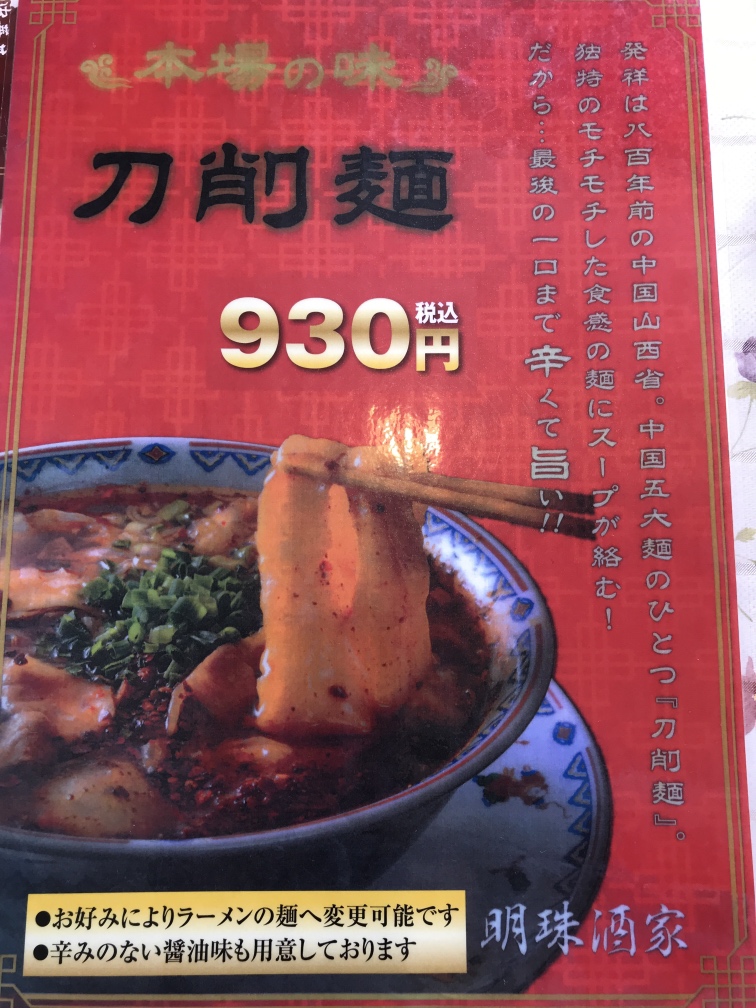 本場の味
刀削麺
930円
税込
発祥は八百年前の中国山西省。中国五大麺のひとつ『刀削麺』。
独特のモチモチした食感の麺にスープが絡む！
だから…最後の一口まで辛くて旨い!!
●お好みによりラーメンの麺へ変更可能です
●辛みのない醤油味も用意しております
明珠酒家